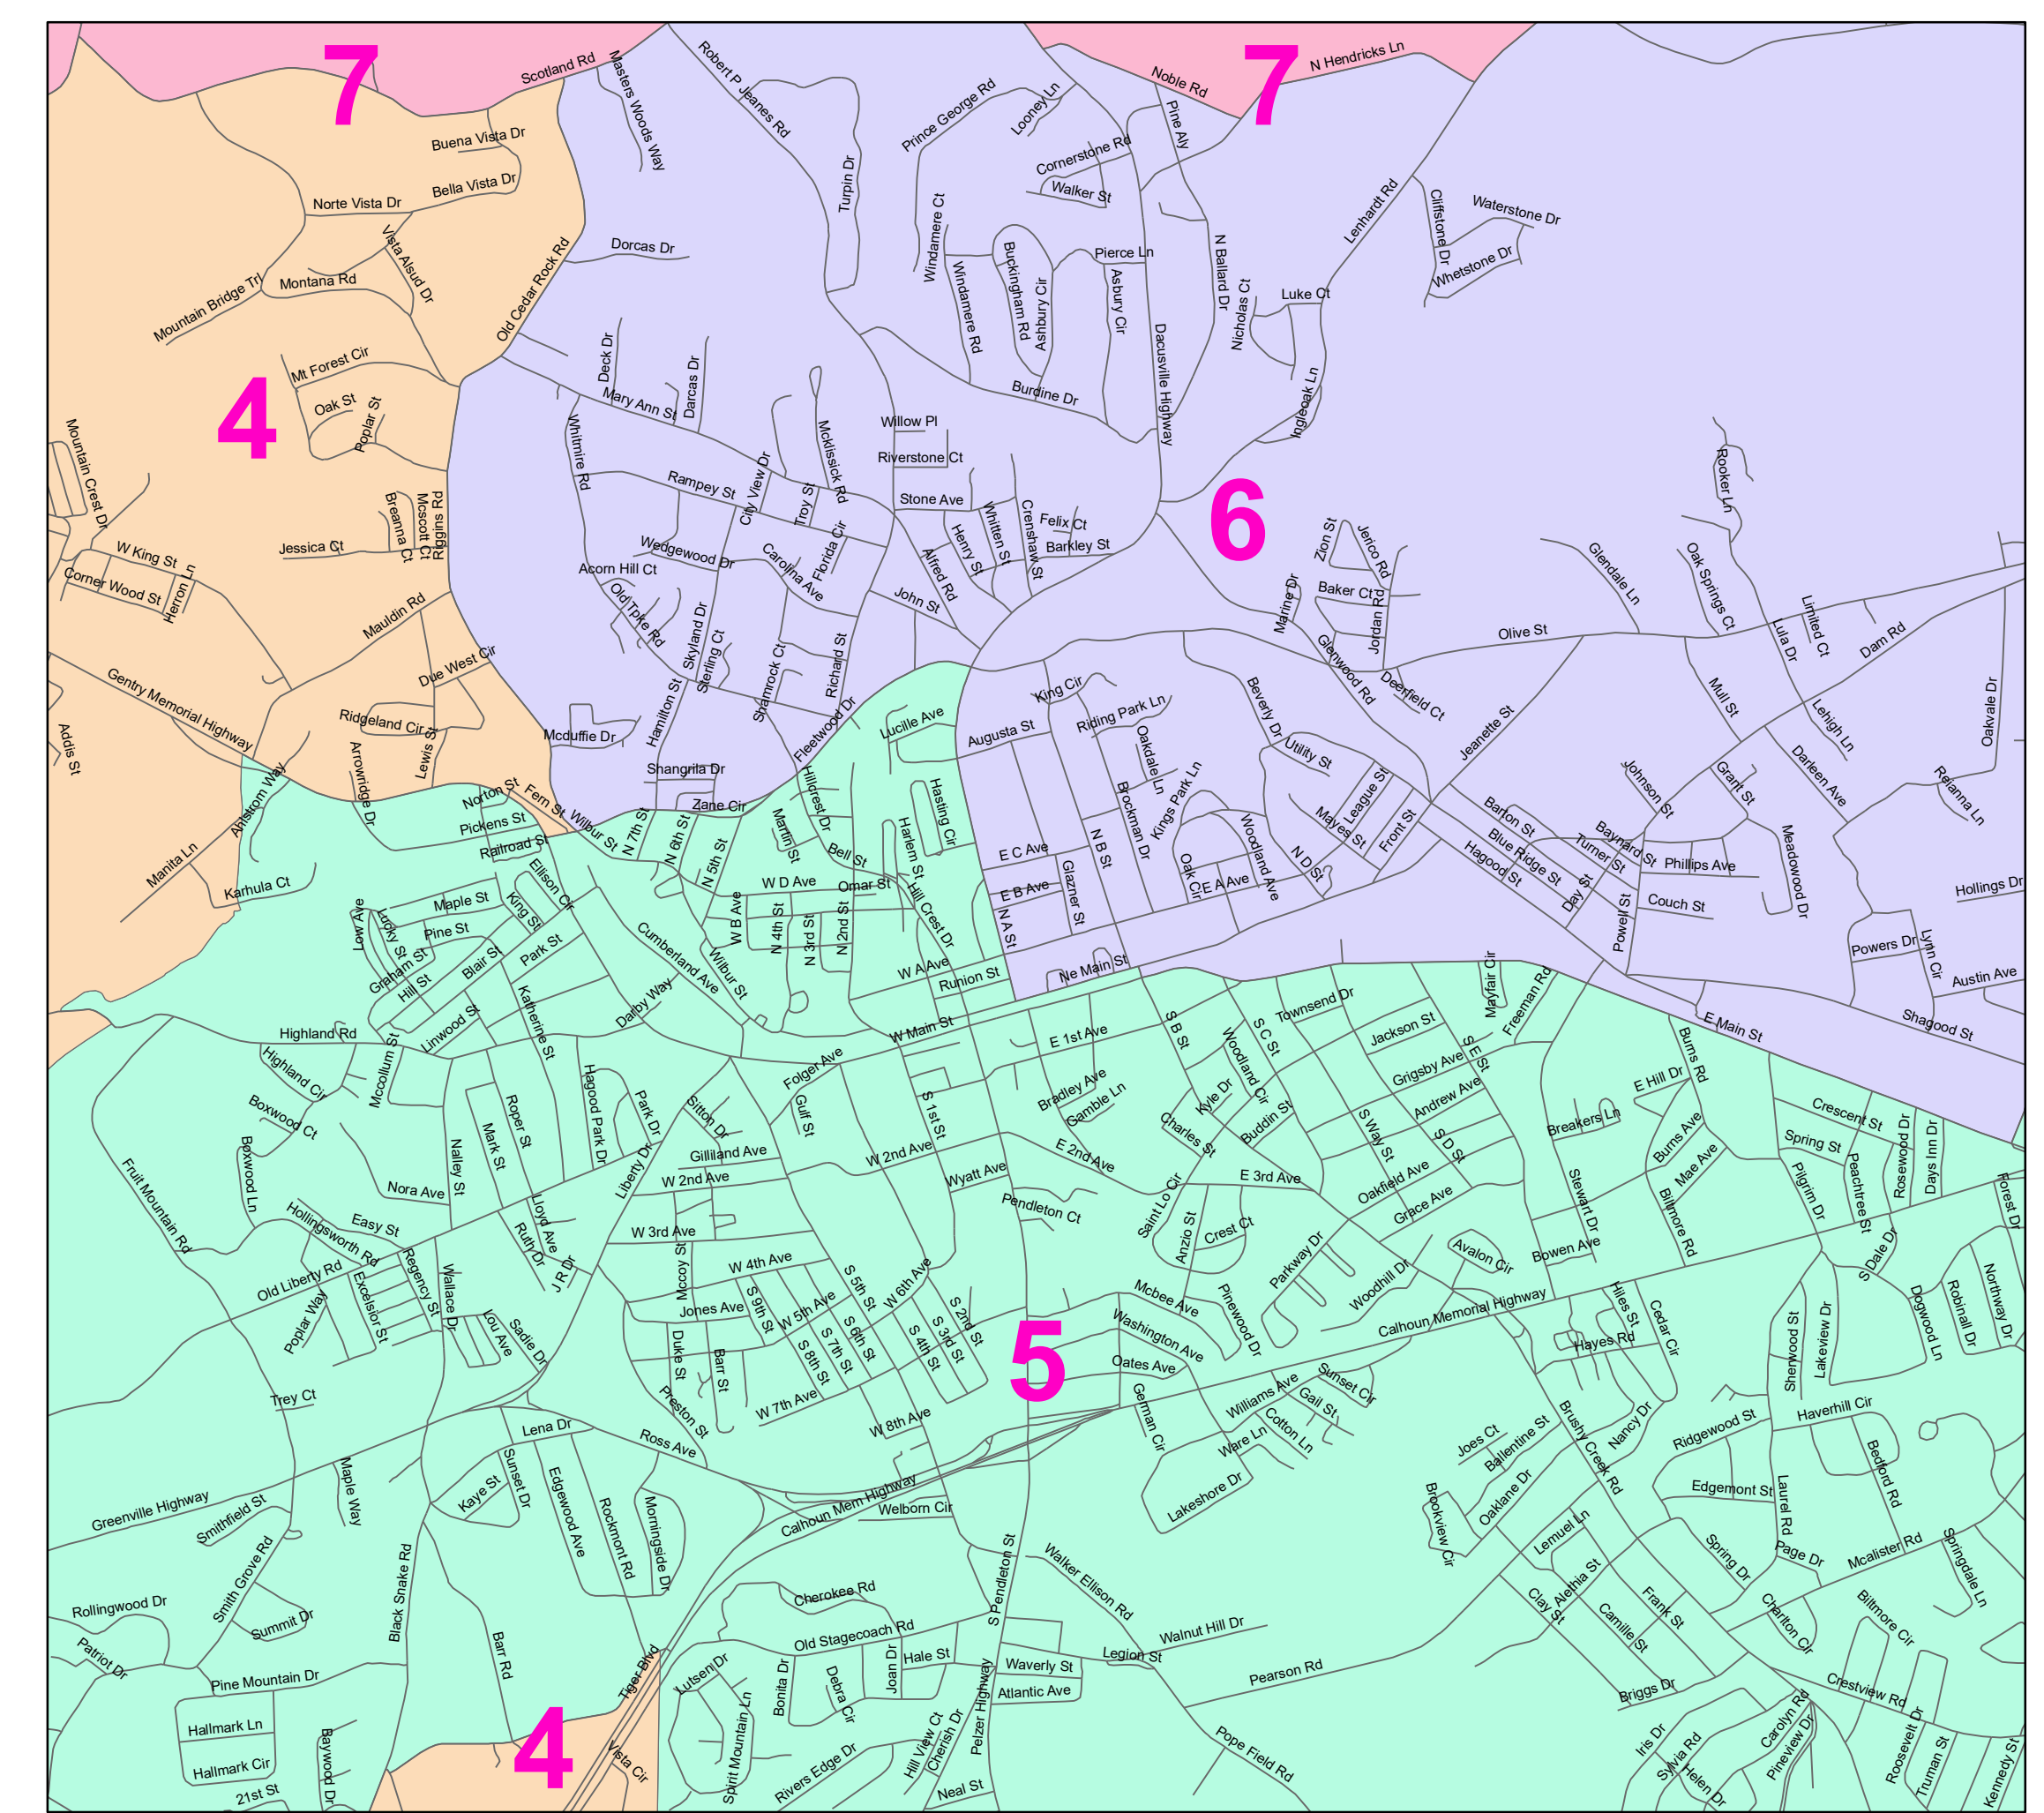 7
7
Scotland Rd
Masters Woods Way
Robert P Jeanes Rd
Noble Rd
N Hendricks Ln
Buena Vista Dr
Bella Vista Dr
Norte Vista Dr
Vista Alsud Dr
Montana Rd
Mountain Bridge Trl
Old Cedar Rock Rd
Dorcas Dr
Turpin Dr
Prince George Rd
Looney Ln
Pine Aly
Cornerstone Rd
Walker St
Windamere Ct
Windamere Rd
Buckingham Rd
Ashbury Cir
Pierce Ln
Asbury Cir
N Ballard Dr
Nicholas Ct
Luke Ct
Lenhardt Rd
Cliffstone Dr
Waterstone Dr
Whetstone Dr
Dacusville Highway
Burdine Dr
Ingleoak Ln
Mt Forest Cir
Oak St
Poplar St
4
Mountain Crest Dr
Deck Dr
Darcas Dr
Mary Ann St
Whitmire Rd
Mcklissick Rd
Willow Pl
Riverstone Ct
Stone Ave
Rampey St
City View Dr
Troy St
Florida Cir
Carolina Ave
Wedgewood Dr
Henry St
Whitten St
Crenshaw St
Felix Ct
Barkley St
Alfred Rd
John St
6
Zion St
Jerico Rd
Baker Ct
Marine Dr
Jordan Rd
Glenwood Rd
Deerfield Ct
Olive St
Glendale Ln
Rooker Ln
Oak Springs Ct
Lula Dr
Limited Ct
Dam Rd
Breanna Ct
Mcscott Ct
Riggins Rd
Jessica Ct
W King St
Corner Wood St
Herron Ln
Mauldin Rd
Due West Cir
Gentry Memorial Highway
Addis St
Ridgeland Cir
Lewis St
Arrowridge Dr
Ahlstrom Way
Manita Ln
Karhula Ct
Acorn Hill Ct
Old Tpke Rd
Skyland Dr
Sterling Ct
Shamrock Ct
Richard St
Hamilton St
Mcduffie Dr
Shangrila Dr
Zane Cir
Fleetwood Dr
Lucille Ave
Augusta St
King Cir
Riding Park Ln
Oakdale Ln
Kings Park Ln
Brockman Dr
Beverly Dr
Utility St
League St
Mayes St
Front St
Jeanette St
Mull St
Lehigh Ln
Darleen Ave
Oakvale Dr
Reianna Ln
Johnson St
Grant St
Barton St
Blue Ridge St
Hagood St
Baynard St
Turner St
Phillips Ave
Couch St
Day St
Powell St
Meadowood Dr
Hollings Dr
Powers Dr
Lynn Cir
Austin Ave
Shagood St
E Main St
Norton St
Fern St
Wilbur St
Pickens St
Railroad St
N 7th St
N 6th St
N 5th St
Martin St
Hillcrest Dr
Bell St
Harlem St
Hasting Cir
W D Ave
Omar St
Hill Crest Dr
W B Ave
N 4th St
N 3rd St
N 2nd St
W A Ave
Runion St
N A St
E C Ave
E B Ave
Glazner St
N B St
Oak Cir
E A Ave
Woodland Ave
N D St
Ne Main St
W Main St
Ellison Cir
King St
Maple St
Low Ave
Lucky St
Pine St
Graham St
Hill St
Blair St
Park St
Linwood St
Katherine St
Cumberland Ave
Wilbur St
Darby Way
Highland Rd
Highland Cir
Mccollum St
Boxwood Ct
Boxwood Ln
Fruit Mountain Rd
Nora Ave
Nalley St
Mark St
Roper St
Hagood Park Dr
Park Dr
Sitton Dr
Folger Ave
Gulf St
Gilliland Ave
W 2nd Ave
W 2nd Ave
Liberty Dr
W 3rd Ave
S 1st St
Wyatt Ave
Pendleton Ct
E 1st Ave
Bradley Ave
Gamble Ln
E 2nd Ave
S B St
Woodland Cir
S C St
Townsend Dr
Jackson St
Kyle Dr
Charles St
Buddin St
E 3rd Ave
Saint Lo Cir
Anzio St
Crest Ct
Grigsby Ave
Andrew Ave
S E St
S Way St
S D St
Oakfield Ave
Grace Ave
Mayfair Cir
Freeman Rd
Burns Rd
E Hill Dr
Breakers Ln
Burns Ave
Mae Ave
Stewart Dr
Biltmore Rd
Bowen Ave
Crescent St
Spring St
Peachtree St
Rosewood Dr
Days Inn Dr
Pilgrim Dr
Forest Dr
S Dale Dr
Dogwood Ln
Robinall Dr
Northway Dr
Sherwood St
Lakeview Dr
Hollingsworth Rd
Easy St
Old Liberty Rd
Poplar Way
Excelsior St
Regency St
Wallace Dr
Lou Ave
Sadie Dr
Ruth Dr
Lloyd Ave
J R Dr
Mccoy St
W 4th Ave
Jones Ave
S 9th St
W 5th Ave
S 8th St
S 7th St
S 6th St
S 5th St
W 6th Ave
S 4th St
S 3rd St
S 2nd St
Duke St
Barr St
Preston St
W 7th Ave
W 8th Ave
5
Mcbee Ave
Washington Ave
Oates Ave
Pinewood Dr
Parkway Dr
Woodhill Dr
Avalon Cir
Calhoun Memorial Highway
Hiles St
Cedar Cir
Hayes Rd
Trey Ct
Greenville Highway
Maple Way
Smithfield St
Smith Grove Rd
Lena Dr
Kaye St
Sunset Dr
Edgewood Ave
Rockmont Rd
Morningside Dr
Ross Ave
Calhoun Mem Highway
Welborn Cir
German Cir
Williams Ave
Sunset Cir
Gail St
Cotton Ln
Ware Ln
Lakeshore Dr
Joes Ct
Ballentine St
Brushy Creek Rd
Nancy Dr
Oaklane Dr
Brookview Cir
Ridgewood St
Haverhill Cir
Bedford Rd
Edgemont St
Laurel Rd
Lemuel Ln
Alethia St
Spring Dr
Page Dr
Mcalister Rd
Springdale Ln
Rollingwood Dr
Patriot Dr
Summit Dr
Pine Mountain Dr
Black Snake Rd
Barr Rd
Hallmark Ln
Hallmark Cir
21st St
Baywood Dr
4
Tiger Blvd
Vista Cir
Cherokee Rd
Old Stagecoach Rd
Lutsen Dr
Spirit Mountain Ln
Bonita Dr
Debra Cir
Joan Dr
Hale St
S Pendleton St
Walker Ellison Rd
Walnut Hill Dr
Legion St
Waverly St
Atlantic Ave
Pelzer Highway
Hill View Ct
Cherish Dr
Rivers Edge Dr
Neal St
Pearson Rd
Pope Field Rd
Clay St
Camille St
Frank St
Charlton Cir
Biltmore Cir
Briggs Dr
Crestview Rd
Iris Dr
Sylvia Rd
Helen Dr
Carolyn Rd
Pineview Dr
Roosevelt Dr
Truman St
Kennedy St